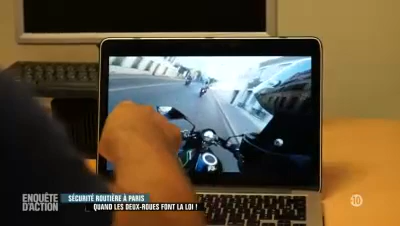 ENQUÊTE
D'ACTION
SÉCURITÉ ROUTIÈRE À PARIS
QUAND LES DEUX-ROUES FONT LA LOI !
-10